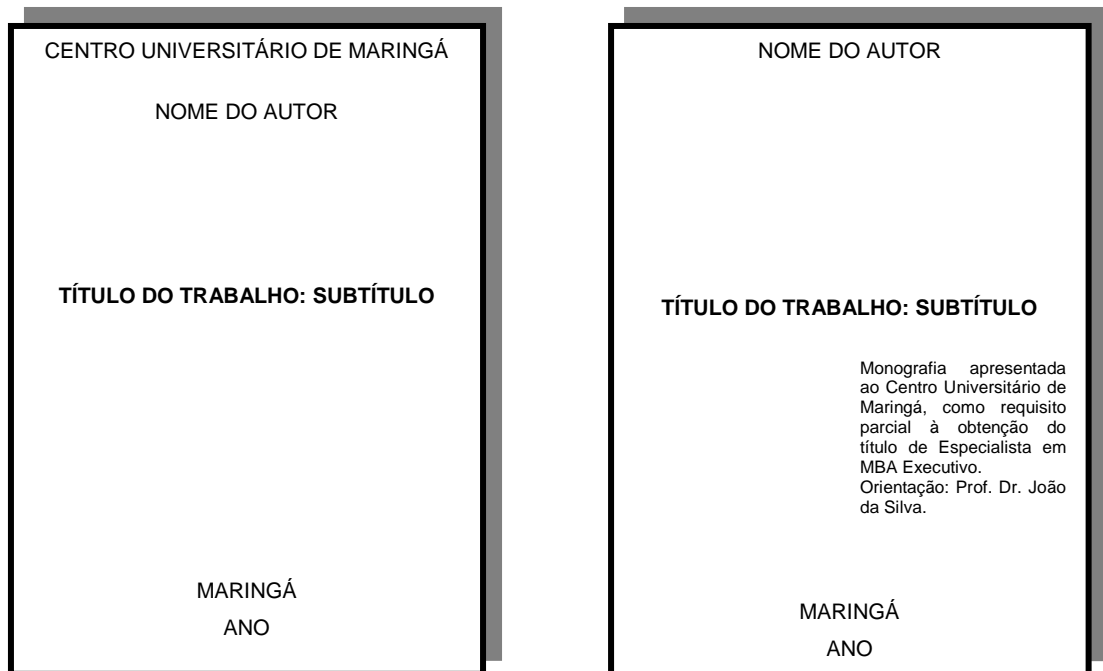 CENTRO UNIVERSITÁRIO DE MARINGÁ
NOME DO AUTOR
TÍTULO DO TRABALHO: SUBTÍTULO
MARINGÁ
ANO
NOME DO AUTOR
TÍTULO DO TRABALHO: SUBTÍTULO
Monografia apresentada
ao Centro Universitário de
Maringá, como requisito
parcial à obtenção do
título de Especialista em
MBA Executivo.
Orientação: Prof. Dr. João
da Silva.
MARINGÁ
ANO